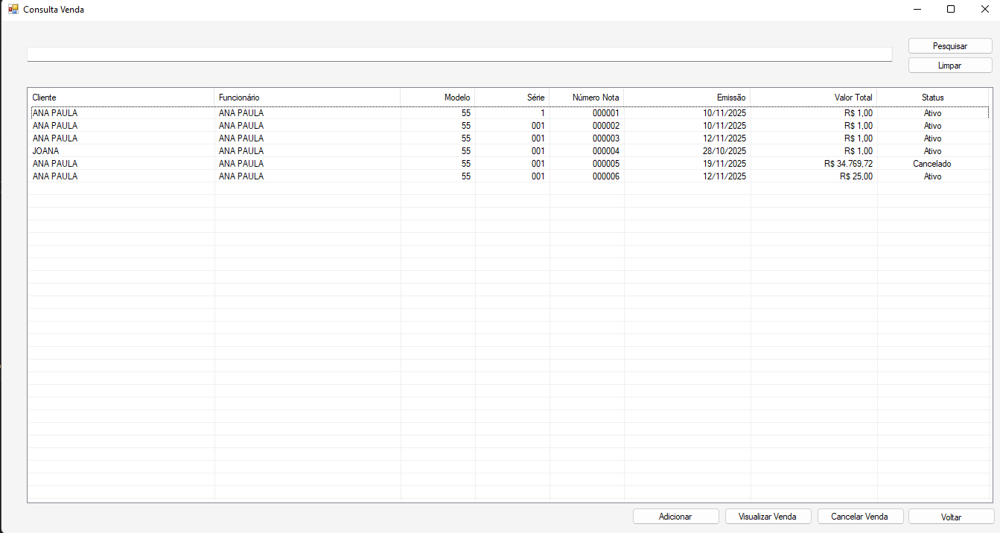 Consulta Venda
Pesquisar
Limpar
Cliente Funcionário Modelo Série Número Nota Emissão Valor Total Status
ANA PAULA ANA PAULA 55 1 000001 10/11/2025 R$ 1,00 Ativo
ANA PAULA ANA PAULA 55 001 000002 10/11/2025 R$ 1,00 Ativo
ANA PAULA ANA PAULA 55 001 000003 12/11/2025 R$ 1,00 Ativo
JOANA ANA PAULA 55 001 000004 28/10/2025 R$ 1,00 Ativo
ANA PAULA ANA PAULA 55 001 000005 19/11/2025 R$ 34.769,72 Cancelado
ANA PAULA ANA PAULA 55 001 000006 12/11/2025 R$ 25,00 Ativo
Adicionar Visualizar Venda Cancelar Venda Voltar